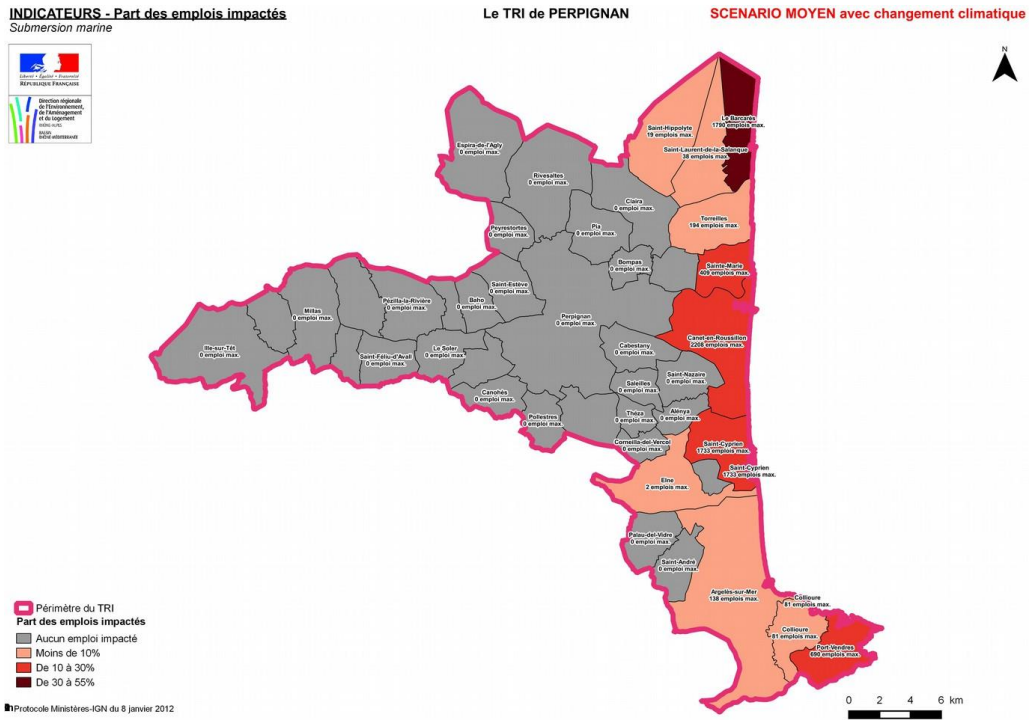 INDICATEURS - Part des emplois impactés
Submersion marine
Le TRI de PERPIGNAN
SCENARIO MOYEN avec changement climatique
Liberté • Égalité • Fraternité
RÉPUBLIQUE FRANÇAISE
Direction régionale
de l'Environnement,
de l'Aménagement
et du Logement
RHÔNE-ALPES
BASSIN
RHÔNE-MÉDITERRANÉE
N
Le Barcarès
1790 emplois max.
Saint-Hippolyte
19 emplois max.
Saint-Laurent-de-la-Salanque
38 emplois max.
Espira-de-l'Agly
0 emploi max.
Rivesaltes
0 emploi max.
Claira
0 emploi max.
Torreilles
194 emplois max.
Peyrestortes
0 emploi max.
Pia
0 emploi max.
Bompas
0 emploi max.
Sainte-Marie
409 emplois max.
Saint-Estève
0 emploi max.
Baho
0 emploi max.
Pézilla-la-Rivière
0 emploi max.
Millas
0 emploi max.
Perpignan
0 emploi max.
Canet-en-Roussillon
2208 emplois max.
Ille-sur-Têt
0 emploi max.
Saint-Féliu-d'Avall
0 emploi max.
Le Soler
0 emploi max.
Cabestany
0 emploi max.
Saint-Nazaire
0 emploi max.
Saleilles
0 emploi max.
Canohès
0 emploi max.
Pollestres
0 emploi max.
Théza
0 emploi max.
Alénya
0 emploi max.
Corneilla-del-Vercol
0 emploi max.
Saint-Cyprien
1733 emplois max.
Saint-Cyprien
1733 emplois max.
Elne
2 emplois max.
Palau-del-Vidre
0 emploi max.
Saint-André
0 emploi max.
Argelès-sur-Mer
138 emplois max.
Collioure
81 emplois max.
Collioure
81 emplois max.
Port-Vendres
690 emplois max.
Périmètre du TRI
Part des emplois impactés
Aucun emploi impacté
Moins de 10%
De 10 à 30%
De 30 à 55%
Protocole Ministères-IGN du 8 janvier 2012
0 2 4 6 km